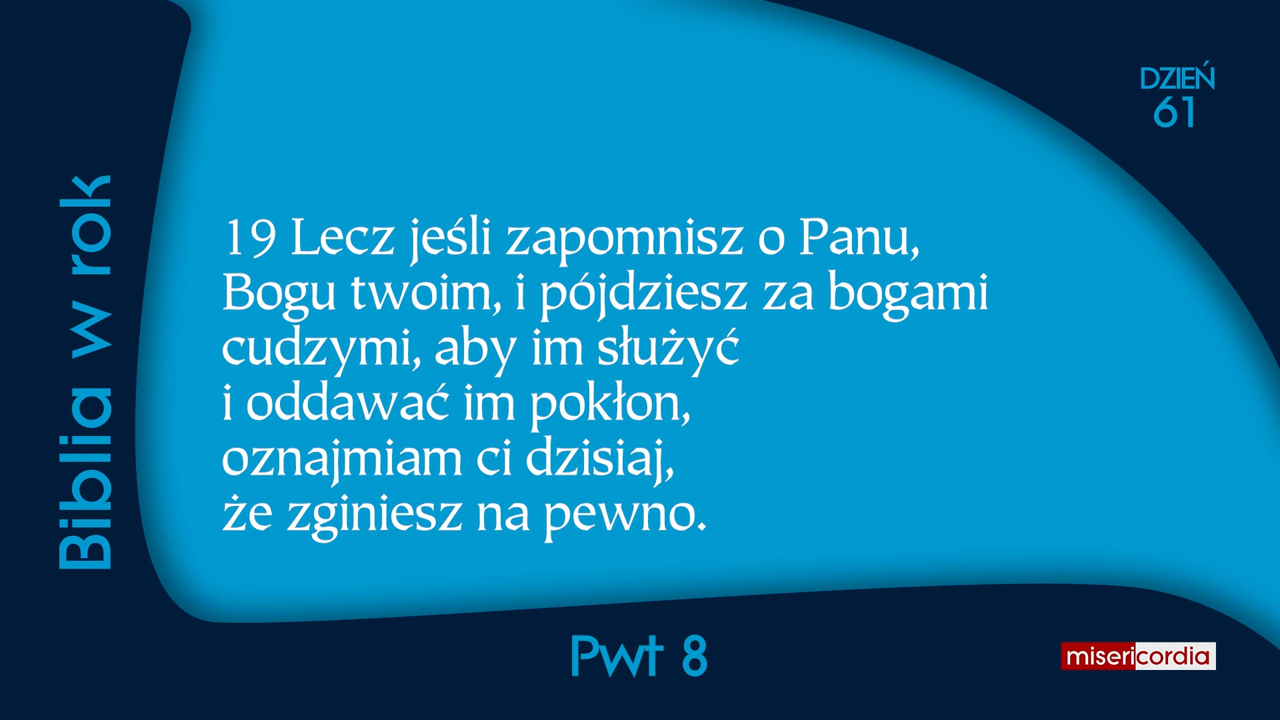 DZIEŃ
61
Biblia w rok
19 Lecz jeśli zapomnisz o Panu,
Bogu twoim, i pójdziesz za bogami
cudzymi, aby im służyć
i oddawać im pokłon,
oznajmiam ci dzisiaj,
że zginiesz na pewno.
Pwt 8
misericordia